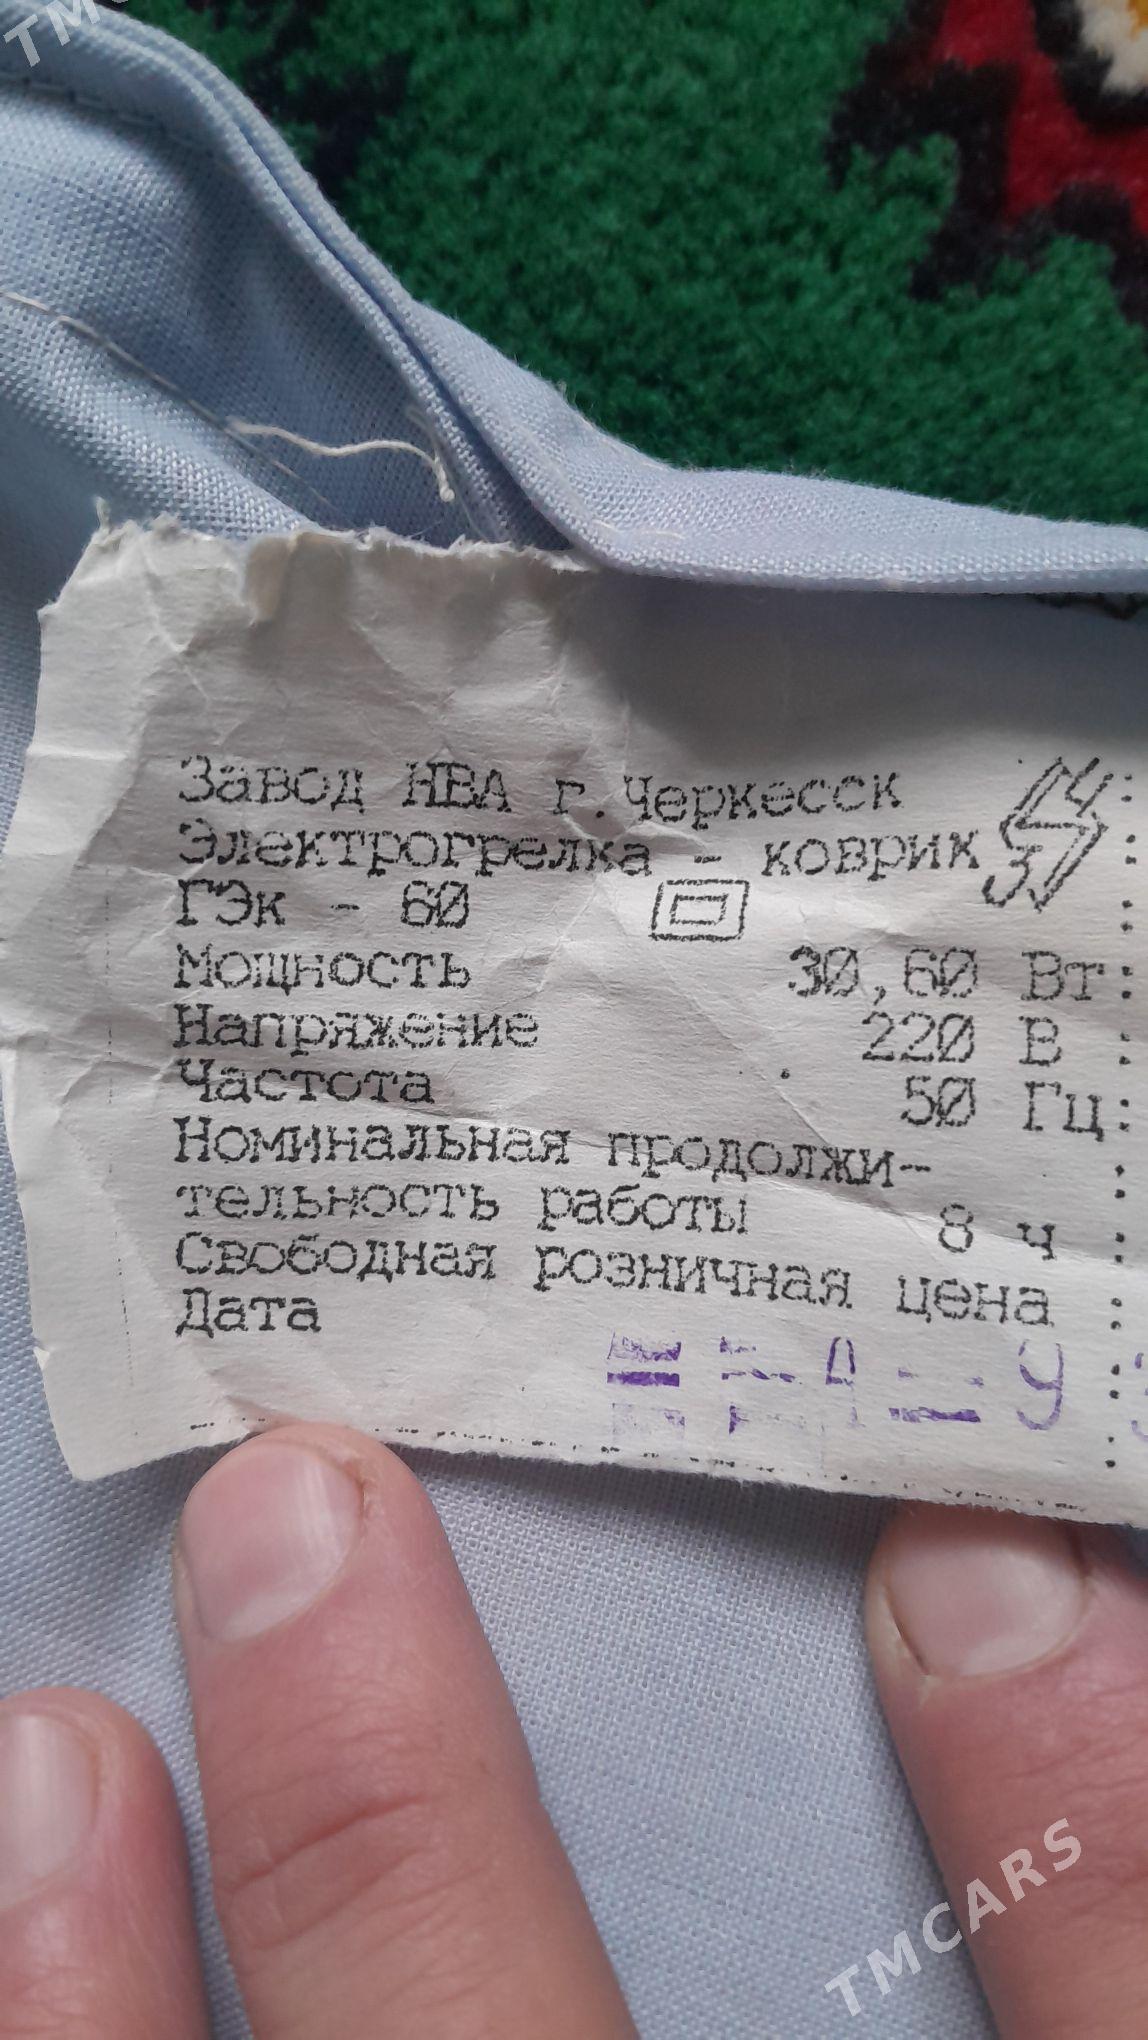 Завод НВА г.Черкесск
Электрогрелка - коврик
ГЭк - 60
Мощность 30,60 Вт:
Напряжение 220 В :
Частота 50 Гц:
Номинальная продолжи- :
тельность работы 8 ч :
Свободная розничная цена :
Дата
TMCARS